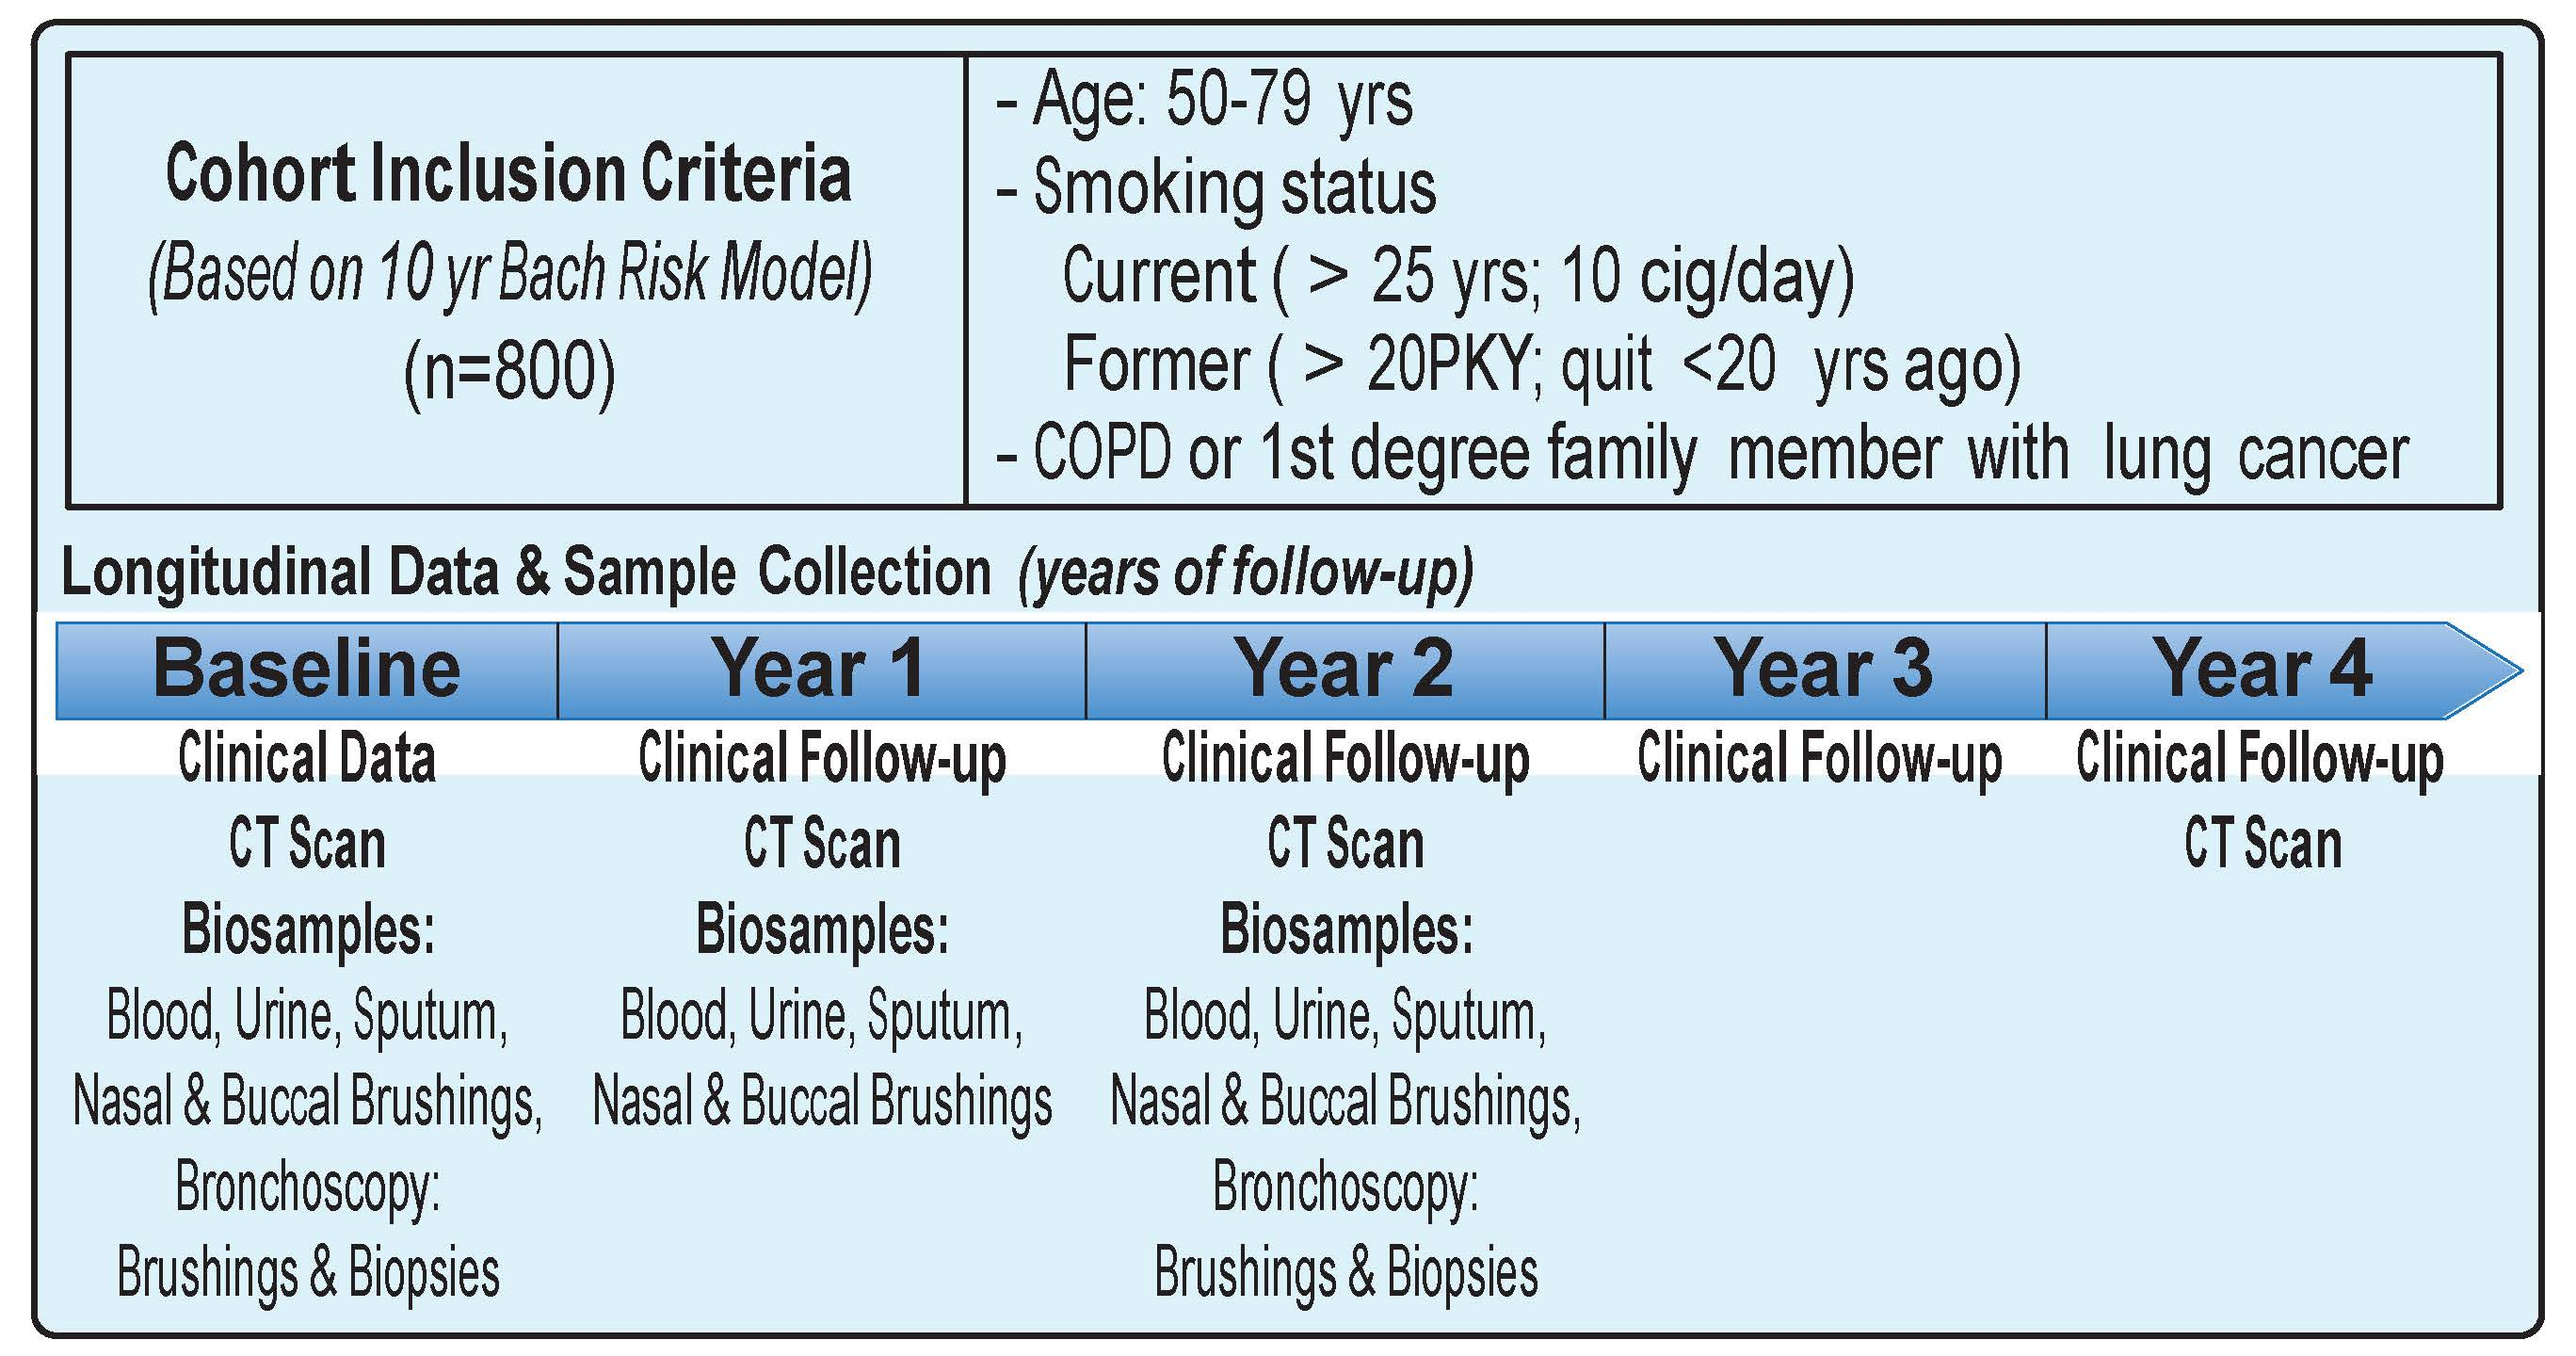 Cohort Inclusion Criteria
(Based on 10 yr Bach Risk Model)
(n=800)
- Age: 50-79 yrs
- Smoking status
Current ( > 25 yrs; 10 cig/day)
Former ( > 20PKY; quit <20 yrs ago)
- COPD or 1st degree family member with lung cancer
Longitudinal Data & Sample Collection (years of follow-up)
Baseline
Clinical Data
CT Scan
Biosamples:
Blood, Urine, Sputum,
Nasal & Buccal Brushings,
Bronchoscopy:
Brushings & Biopsies
Year 1
Clinical Follow-up
CT Scan
Biosamples:
Blood, Urine, Sputum,
Nasal & Buccal Brushings
Year 2
Clinical Follow-up
CT Scan
Biosamples:
Blood, Urine, Sputum,
Nasal & Buccal Brushings,
Bronchoscopy:
Brushings & Biopsies
Year 3
Clinical Follow-up
Year 4
Clinical Follow-up
CT Scan